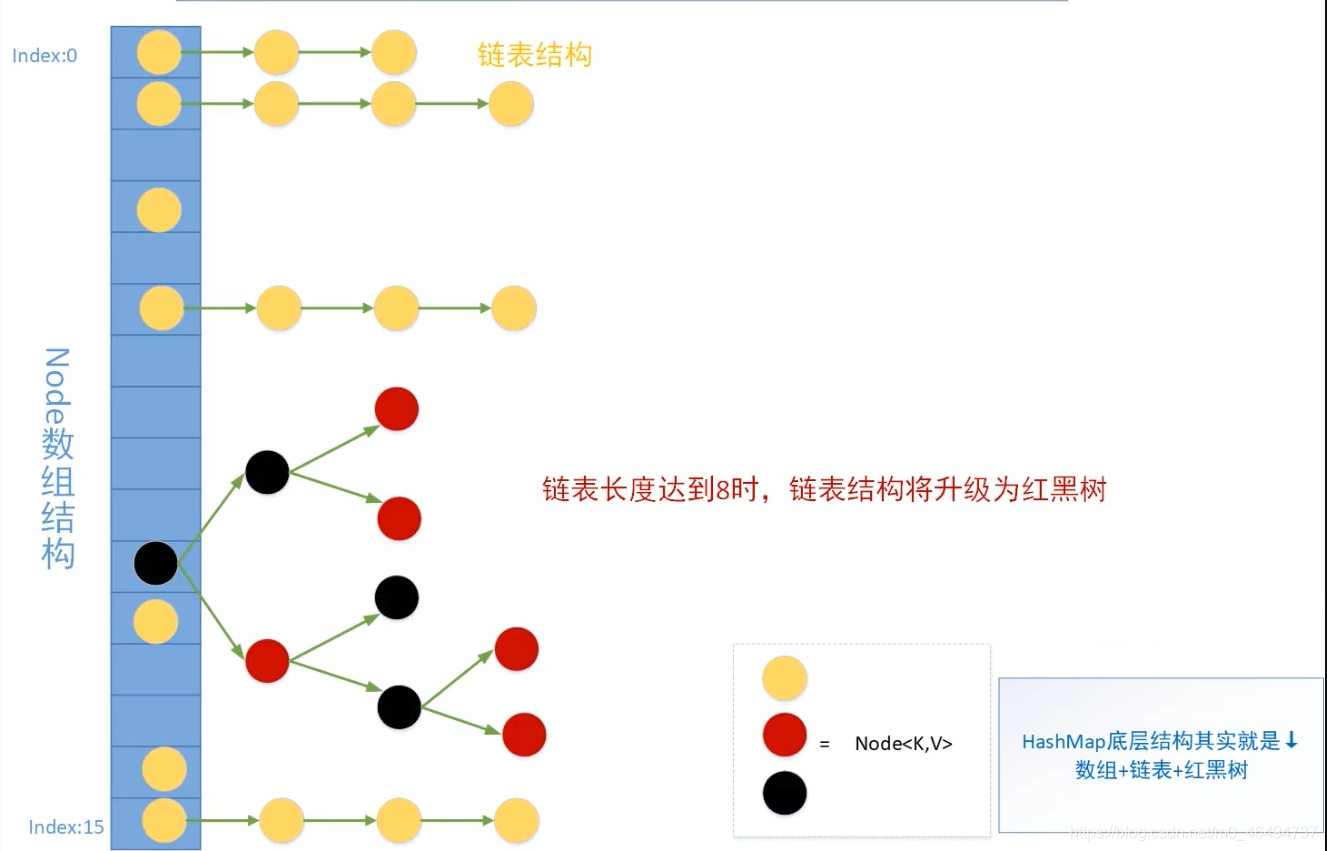 Index:0
链表结构
Node数组结构
链表长度达到8时，链表结构将升级为红黑树
= Node<K,V>
HashMap底层结构其实就是↓
数组+链表+红黑树
Index:15
https://blog.csdn.net/m0_46494737